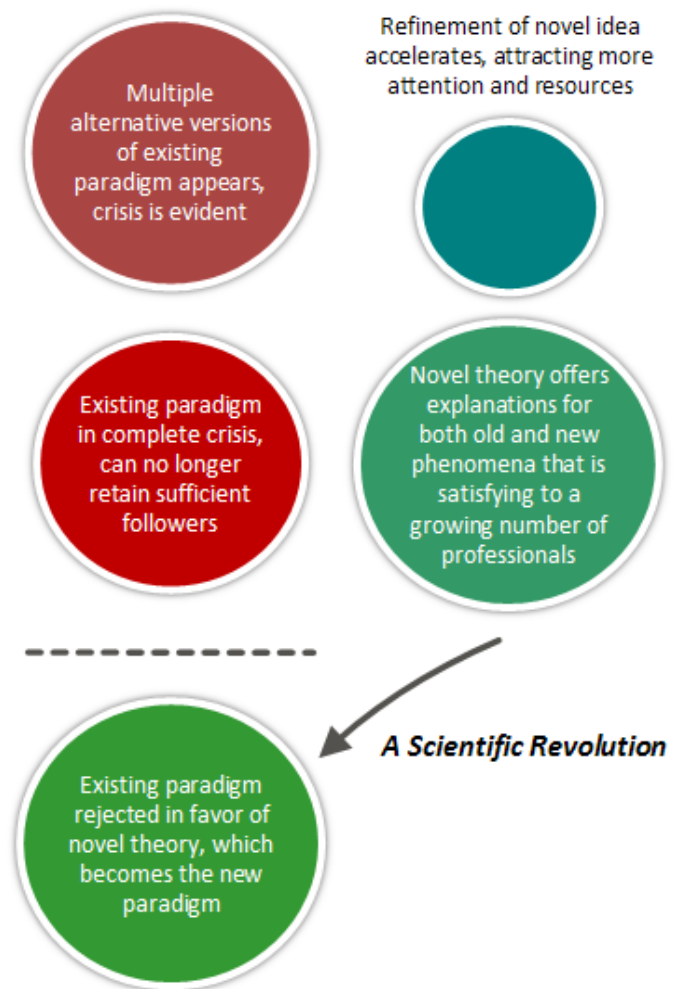 Multiple
alternative versions
of existing
paradigm appears,
crisis is evident
Refinement of novel idea
accelerates, attracting more
attention and resources
Existing paradigm
in complete crisis,
can no longer
retain sufficient
followers
Novel theory offers
explanations for
both old and new
phenomena that is
satisfying to a
growing number of
professionals
A Scientific Revolution
Existing paradigm
rejected in favor of
novel theory, which
becomes the new
paradigm